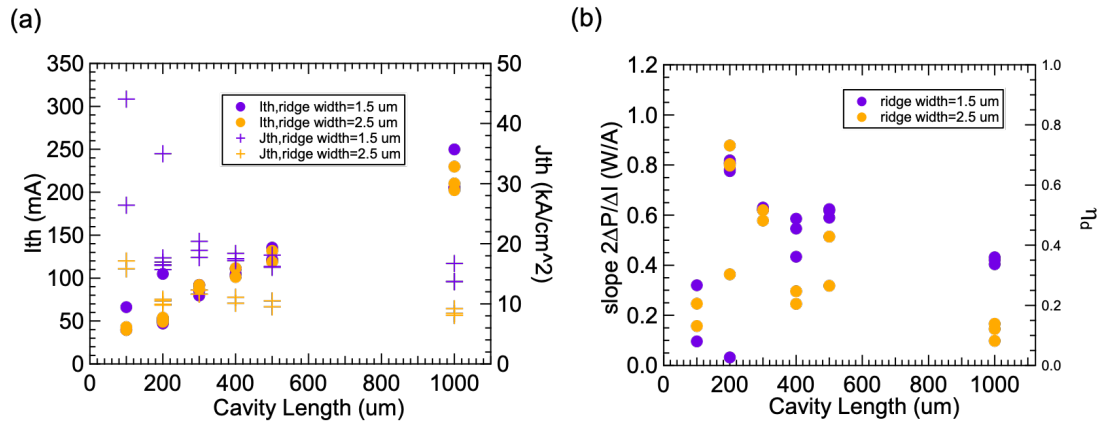 (a)
350
300
250
200
150
100
50
0
Ith (mA)
50
40
30
20
10
0
Jth (kA/cm^2)
Ith,ridge width=1.5 um
Ith,ridge width=2.5 um
Jth,ridge width=1.5 um
Jth,ridge width=2.5 um
0 200 400 600 800 1000
Cavity Length (um)
(b)
1.2
1.0
0.8
0.6
0.4
0.2
0.0
slope 2ΔP/ΔI (W/A)
1.0
0.8
0.6
0.4
0.2
0.0
ηd
ridge width=1.5 um
ridge width=2.5 um
0 200 400 600 800 1000
Cavity Length (um)